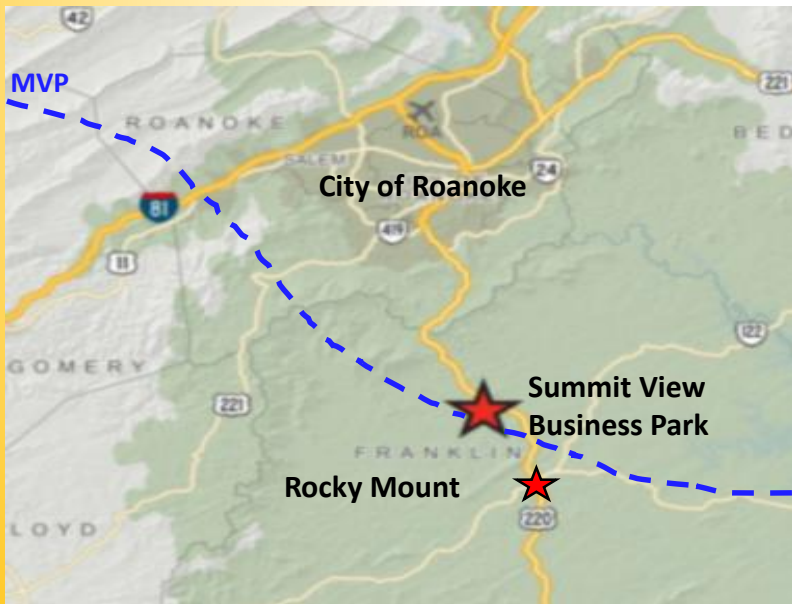 42
MVP
221
ROANOKE
ROA
BED
SALEM
24
City of Roanoke
81
419
11
122
GOMERY
221
Summit View
Business Park
FRANKLIN
Rocky Mount
220
LOYD